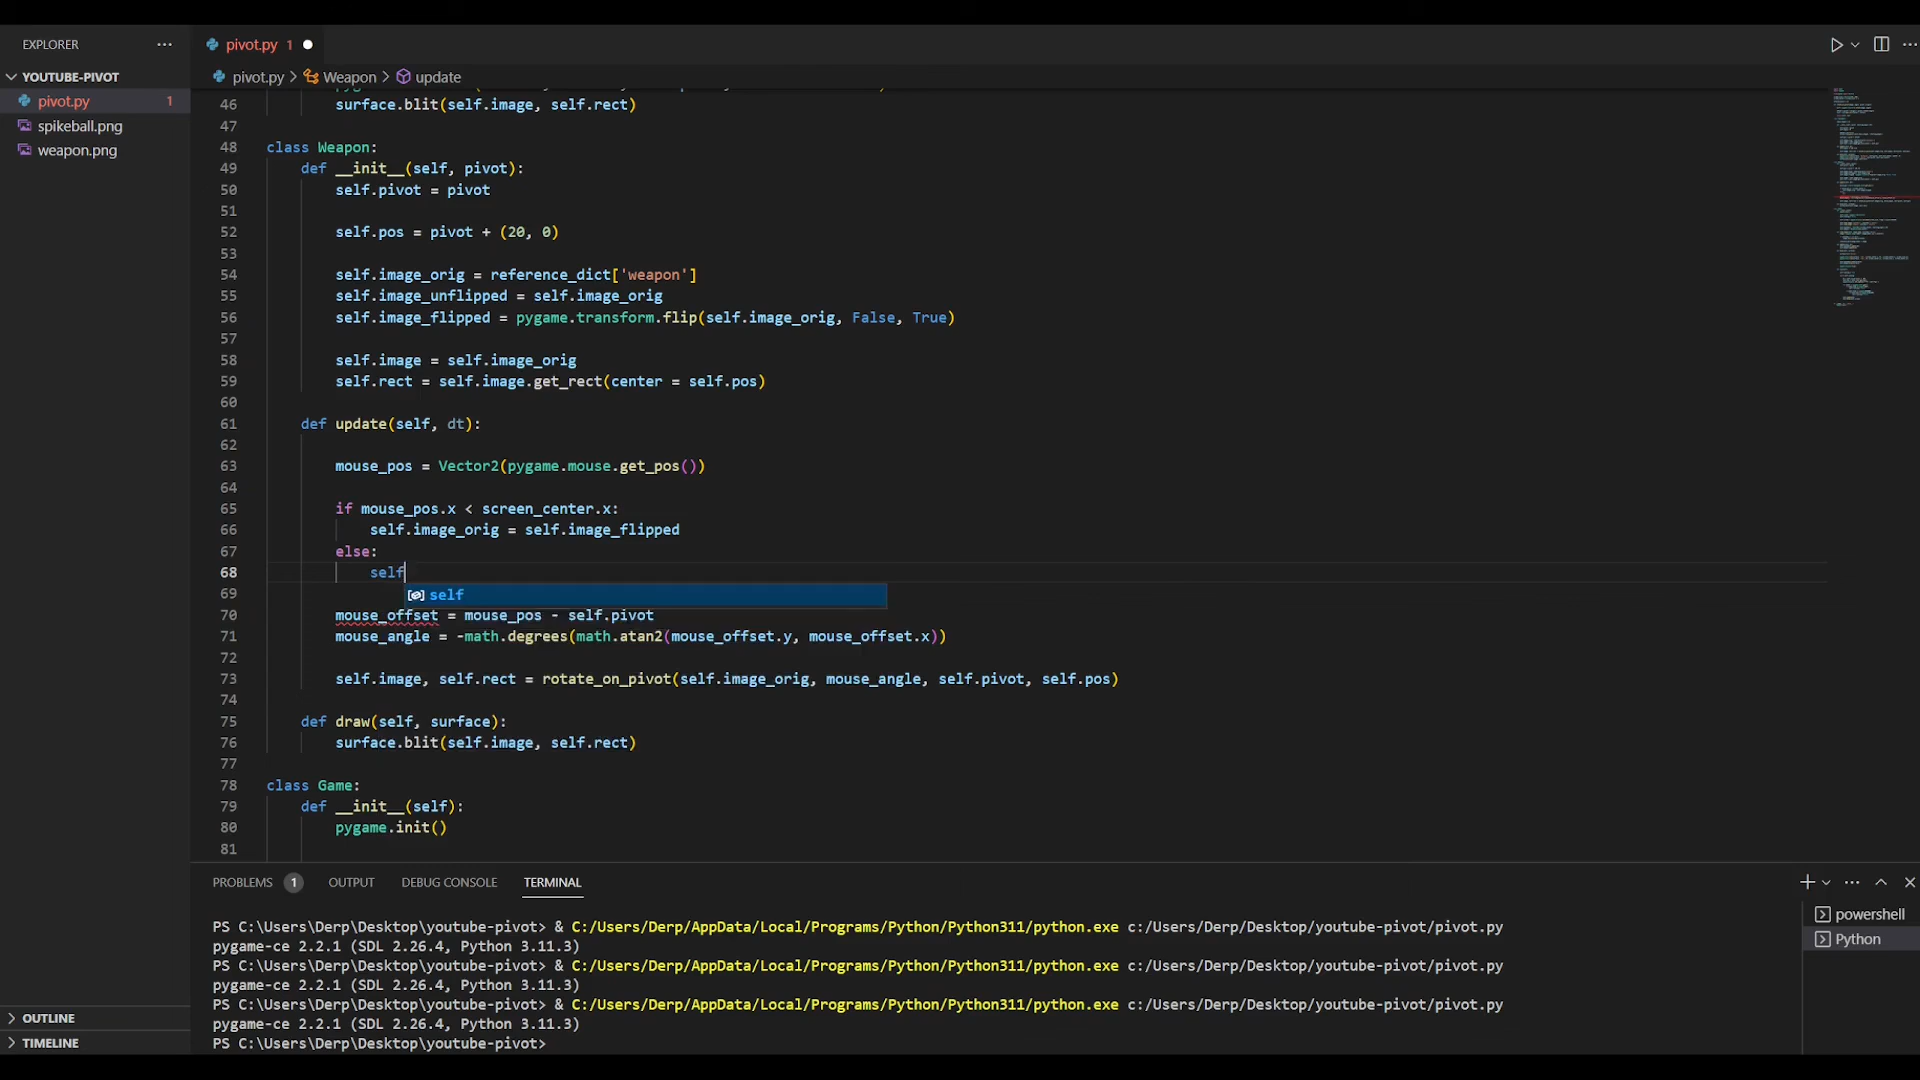 EXPLORER
YOUTUBE-PIVOT
pivot.py 1
spikeball.png
weapon.png
OUTLINE
TIMELINE
pivot.py 1
pivot.py > Weapon > update
46 surface.blit(self.image, self.rect)
47
48 class Weapon:
49 def __init__(self, pivot):
50 self.pivot = pivot
51
52 self.pos = pivot + (20, 0)
53
54 self.image_orig = reference_dict['weapon']
55 self.image_unflipped = self.image_orig
56 self.image_flipped = pygame.transform.flip(self.image_orig, False, True)
57
58 self.image = self.image_orig
59 self.rect = self.image.get_rect(center = self.pos)
60
61 def update(self, dt):
62
63 mouse_pos = Vector2(pygame.mouse.get_pos())
64
65 if mouse_pos.x < screen_center.x:
66 self.image_orig = self.image_flipped
67 else:
68 self
69 self
70 mouse_offset = mouse_pos - self.pivot
71 mouse_angle = -math.degrees(math.atan2(mouse_offset.y, mouse_offset.x))
72
73 self.image, self.rect = rotate_on_pivot(self.image_orig, mouse_angle, self.pivot, self.pos)
74
75 def draw(self, surface):
76 surface.blit(self.image, self.rect)
77
78 class Game:
79 def __init__(self):
80 pygame.init()
81
PROBLEMS 1 OUTPUT DEBUG CONSOLE TERMINAL
PS C:\Users\Derp\Desktop\youtube-pivot> & C:/Users/Derp/AppData/Local/Programs/Python/Python311/python.exe c:/Users/Derp/Desktop/youtube-pivot/pivot.py
pygame-ce 2.2.1 (SDL 2.26.4, Python 3.11.3)
PS C:\Users\Derp\Desktop\youtube-pivot> & C:/Users/Derp/AppData/Local/Programs/Python/Python311/python.exe c:/Users/Derp/Desktop/youtube-pivot/pivot.py
pygame-ce 2.2.1 (SDL 2.26.4, Python 3.11.3)
PS C:\Users\Derp\Desktop\youtube-pivot> & C:/Users/Derp/AppData/Local/Programs/Python/Python311/python.exe c:/Users/Derp/Desktop/youtube-pivot/pivot.py
pygame-ce 2.2.1 (SDL 2.26.4, Python 3.11.3)
PS C:\Users\Derp\Desktop\youtube-pivot>
powershell
Python